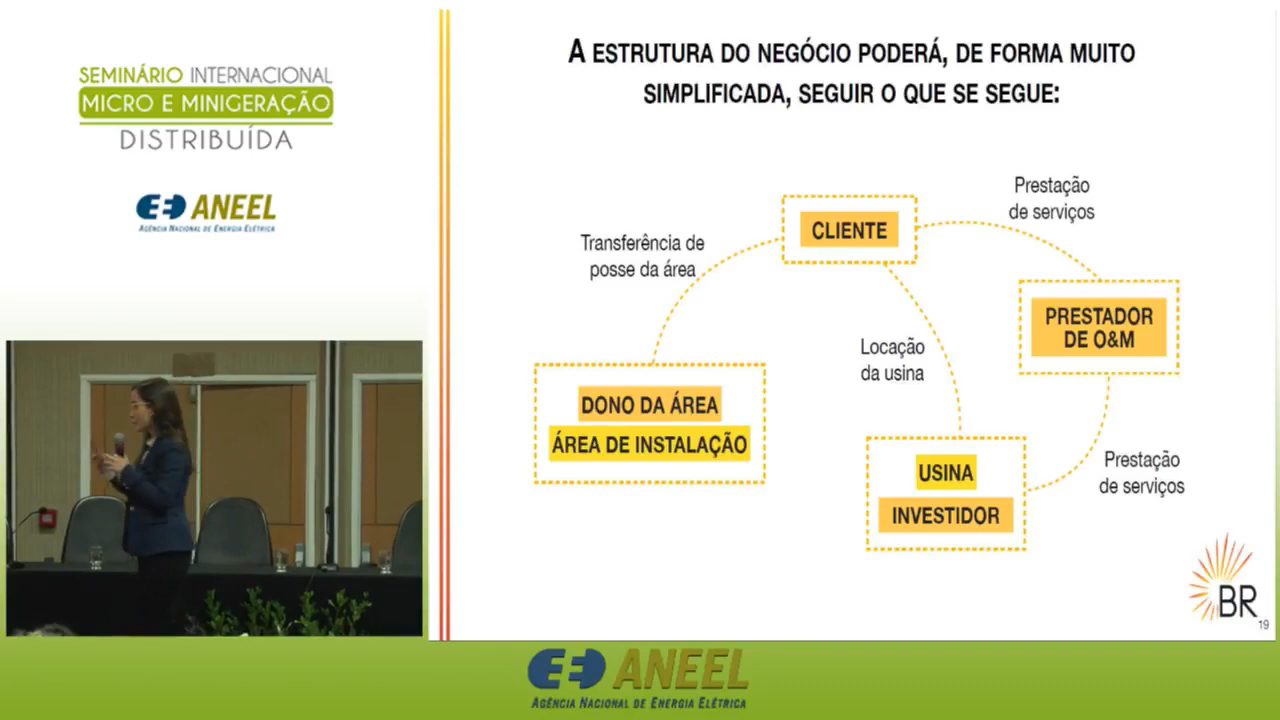 SEMINÁRIO INTERNACIONAL
MICRO E MINIGERAÇÃO
DISTRIBUÍDA
ANEEL
AGÊNCIA NACIONAL DE ENERGIA ELÉTRICA
A ESTRUTURA DO NEGÓCIO PODERÁ, DE FORMA MUITO
SIMPLIFICADA, SEGUIR O QUE SE SEGUE:
CLIENTE
Prestação
de serviços
Transferência de
posse da área
PRESTADOR
DE O&M
Locação
da usina
DONO DA ÁREA
ÁREA DE INSTALAÇÃO
USINA
INVESTIDOR
Prestação
de serviços
BR
19
ANEEL
AGÊNCIA NACIONAL DE ENERGIA ELÉTRICA